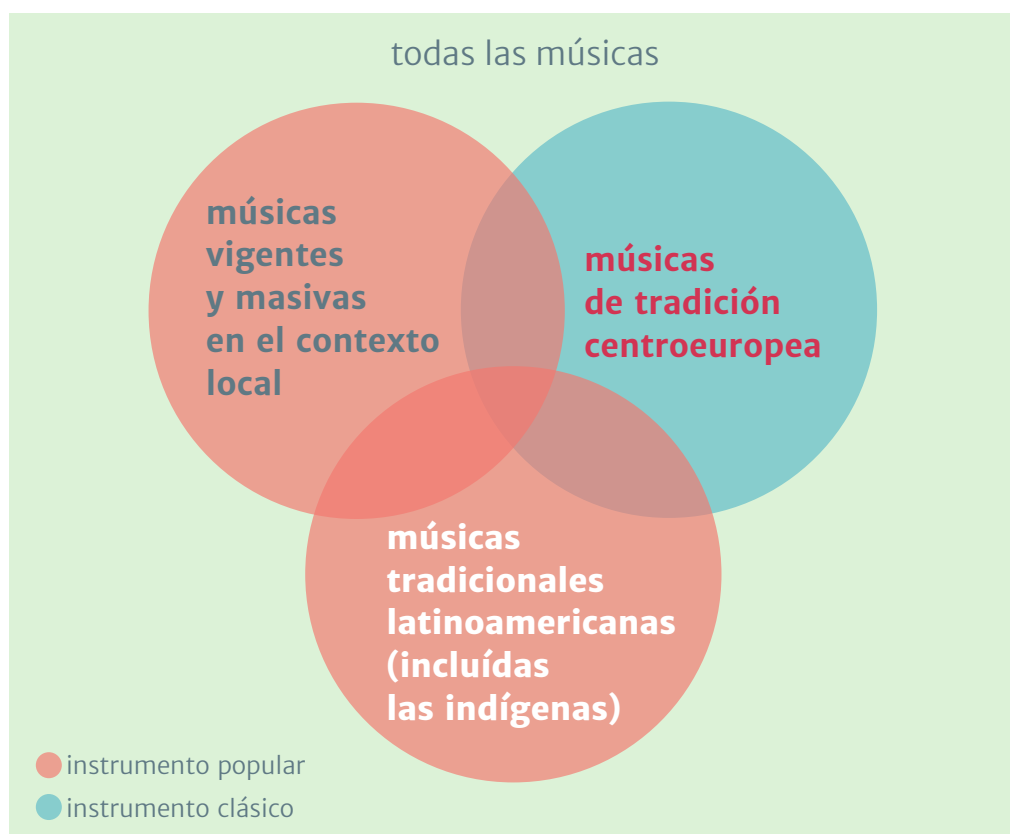 todas las músicas
músicas
vigentes
y masivas
en el contexto
local
músicas
de tradición
centroeuropea
músicas
tradicionales
latinoamericanas
(incluídas
las indígenas)
instrumento popular
instrumento clásico